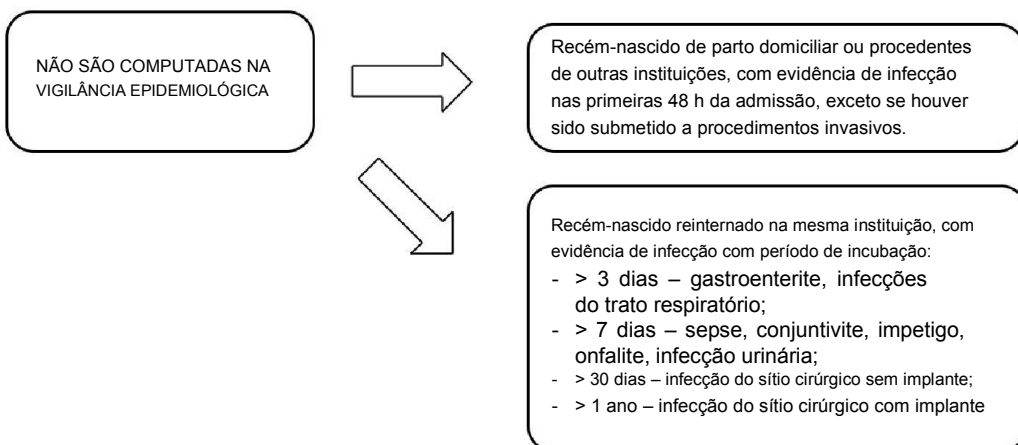 NÃO SÃO COMPUTADAS NA
VIGILÂNCIA EPIDEMIOLÓGICA
Recém-nascido de parto domiciliar ou procedentes
de outras instituições, com evidência de infecção
nas primeiras 48 h da admissão, exceto se houver
sido submetido a procedimentos invasivos.
Recém-nascido reinternado na mesma instituição, com
evidência de infecção com período de incubação:
- > 3 dias – gastroenterite, infecções
do trato respiratório;
- > 7 dias – sepse, conjuntivite, impetigo,
onfalite, infecção urinária;
- > 30 dias – infecção do sítio cirúrgico sem implante;
- > 1 ano – infecção do sítio cirúrgico com implante